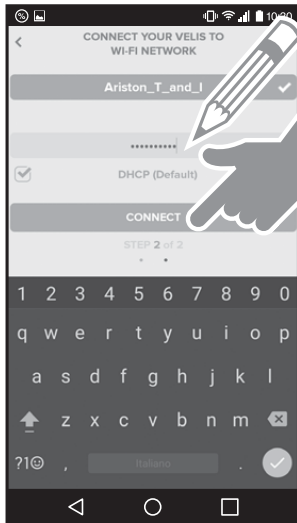 10:20
CONNECT YOUR VELIS TO
WI-FI NETWORK
Ariston_T_and_I
••••••••••
DHCP (Default)
CONNECT
STEP 2 of 2
1 2 3 4 5 6 7 8 9 0
q w e r t y u i o p
a s d f g h j k l
z x c v b n m
?1☺ , Italiano .